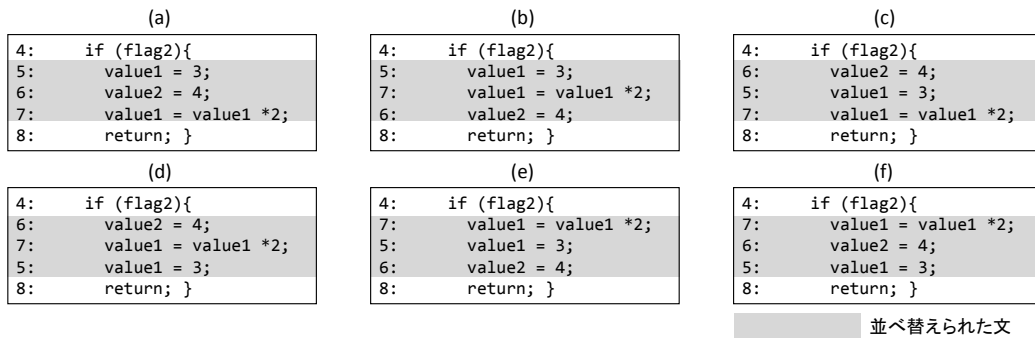 (a)
4: if (flag2){
5: value1 = 3;
6: value2 = 4;
7: value1 = value1 *2;
8: return; }
(b)
4: if (flag2){
5: value1 = 3;
7: value1 = value1 *2;
6: value2 = 4;
8: return; }
(c)
4: if (flag2){
6: value2 = 4;
5: value1 = 3;
7: value1 = value1 *2;
8: return; }
(d)
4: if (flag2){
6: value2 = 4;
7: value1 = value1 *2;
5: value1 = 3;
8: return; }
(e)
4: if (flag2){
7: value1 = value1 *2;
5: value1 = 3;
6: value2 = 4;
8: return; }
(f)
4: if (flag2){
7: value1 = value1 *2;
6: value2 = 4;
5: value1 = 3;
8: return; }
並べ替えられた文